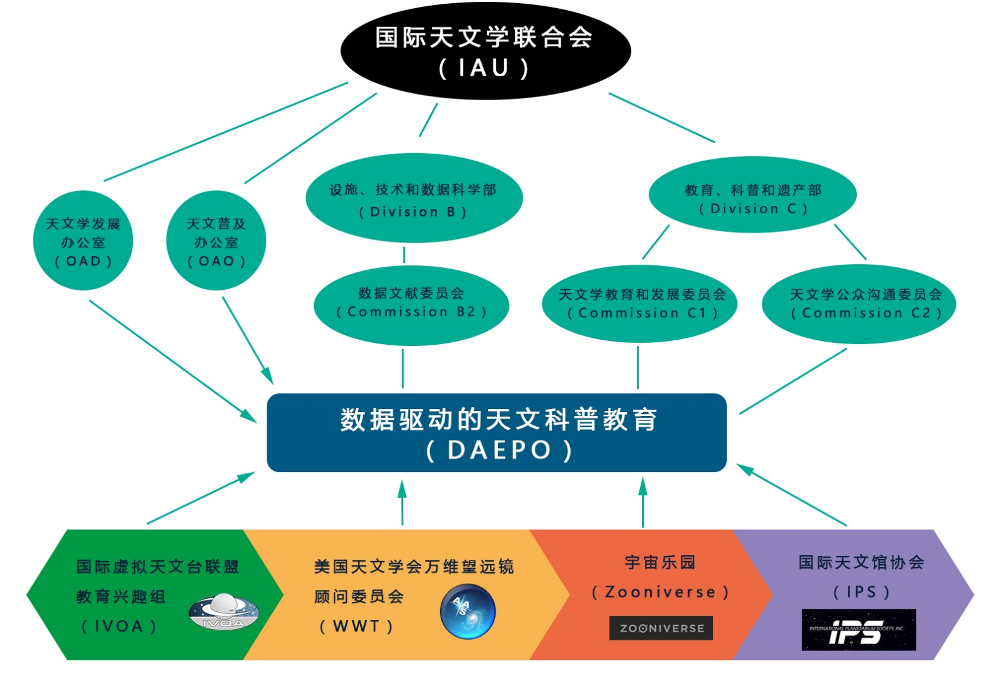 国际天文学联合会
（IAU）
天文学发展
办公室
（OAD）
天文普及
办公室
（OAO）
设施、技术和数据科学部
（Division B）
教育、科普和遗产部
（Division C）
数据文献委员会
（Commission B2）
天文学教育和发展委员会
（Commission C1）
天文学公众沟通委员会
（Commission C2）
数据驱动的天文科普教育
（DAEPO）
国际虚拟天文台联盟
教育兴趣组
（IVOA）
IVOA
美国天文学会万维望远镜
顾问委员会
（WWT）
AAS
宇宙乐园
（Zooniverse）
ZOONIVERSE
国际天文馆协会
（IPS）
INTERNATIONAL PLANETARIUM SOCIETY, INC
IPS